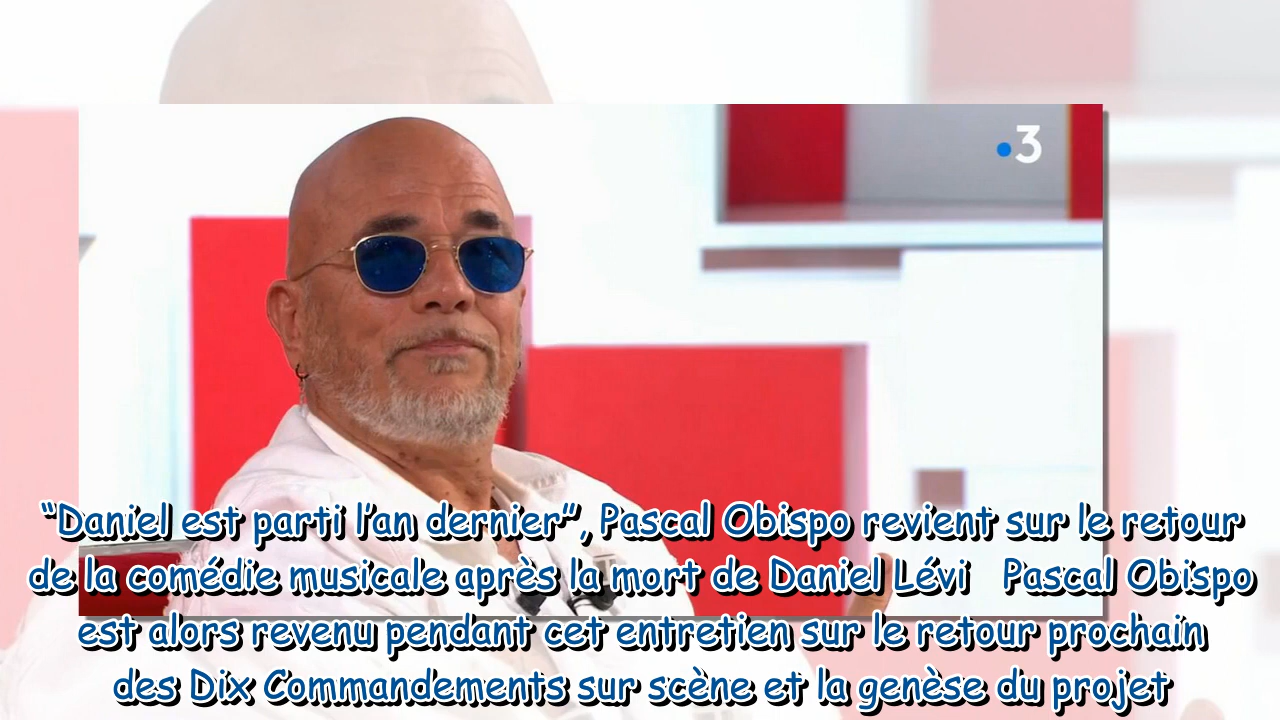 3
“Daniel est parti l’an dernier”, Pascal Obispo revient sur le retour
de la comédie musicale après la mort de Daniel Lévi   Pascal Obispo
est alors revenu pendant cet entretien sur le retour prochain
des Dix Commandements sur scène et la genèse du projet